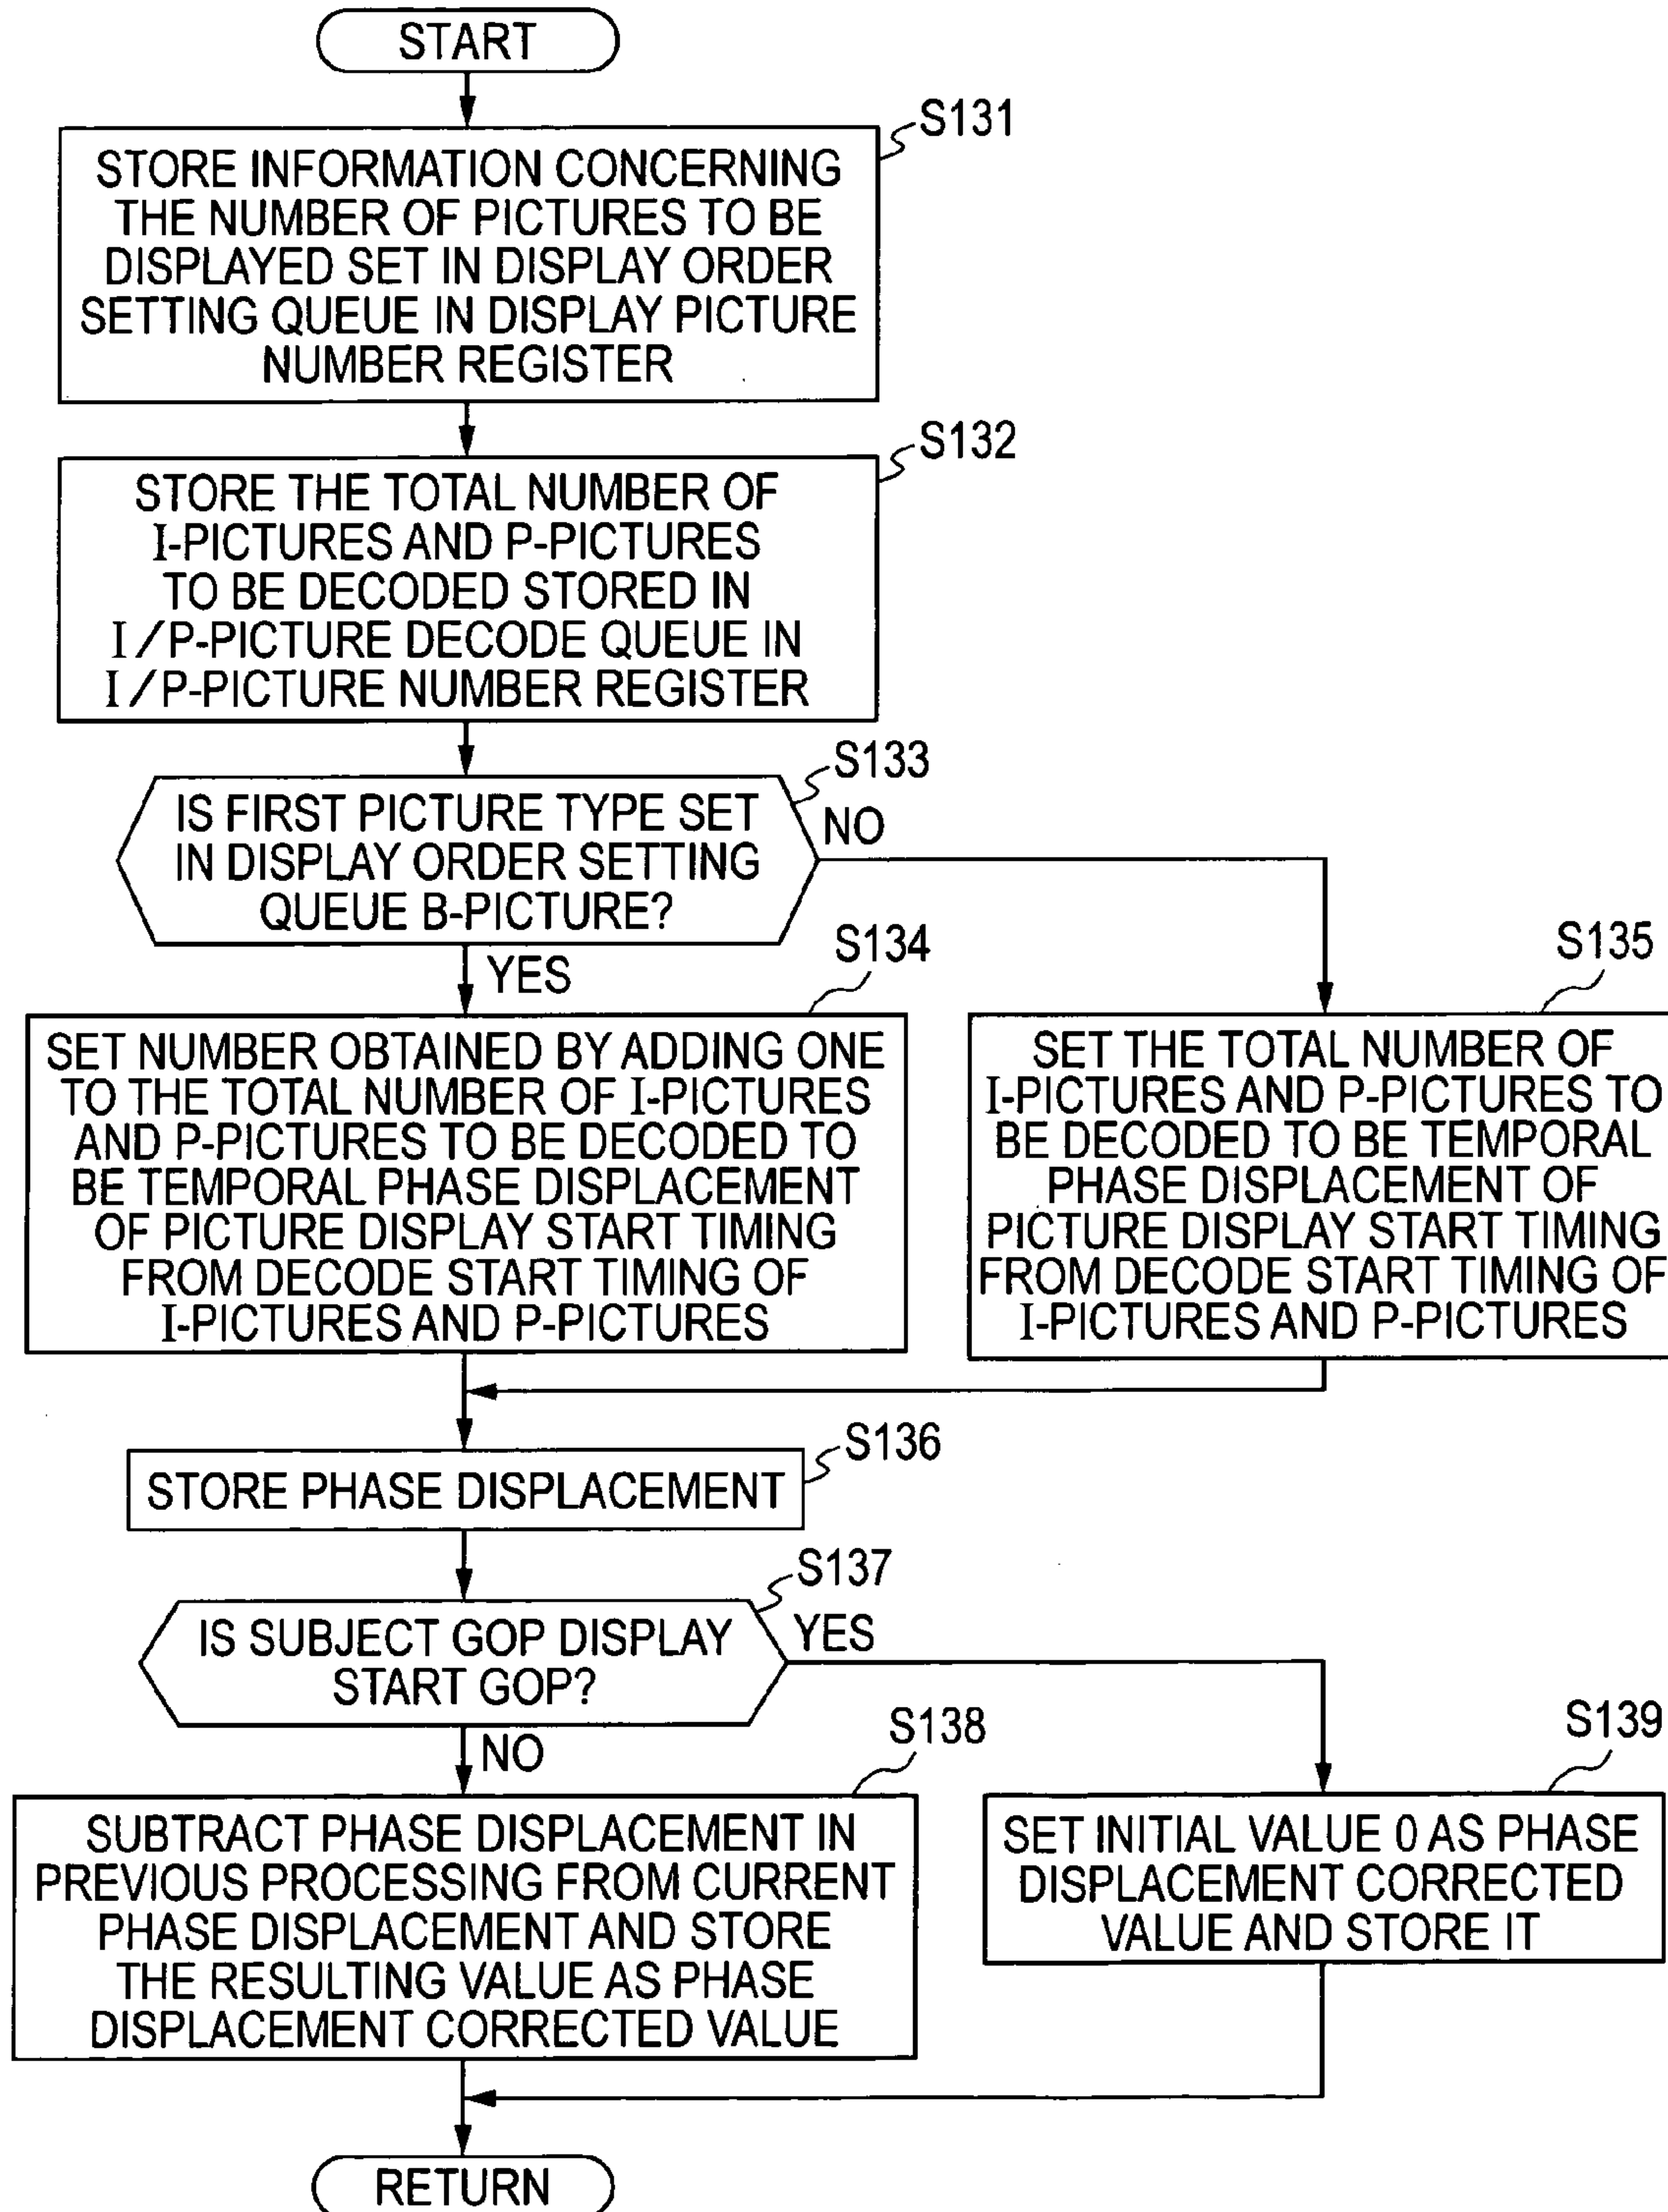 START
S131
STORE INFORMATION CONCERNING
THE NUMBER OF PICTURES TO BE
DISPLAYED SET IN DISPLAY ORDER
SETTING QUEUE IN DISPLAY PICTURE
NUMBER REGISTER
S132
STORE THE TOTAL NUMBER OF
I-PICTURES AND P-PICTURES
TO BE DECODED STORED IN
I/P-PICTURE DECODE QUEUE IN
I/P-PICTURE NUMBER REGISTER
S133
IS FIRST PICTURE TYPE SET
IN DISPLAY ORDER SETTING
QUEUE B-PICTURE?
NO
YES
S134
SET NUMBER OBTAINED BY ADDING ONE
TO THE TOTAL NUMBER OF I-PICTURES
AND P-PICTURES TO BE DECODED TO
BE TEMPORAL PHASE DISPLACEMENT
OF PICTURE DISPLAY START TIMING
FROM DECODE START TIMING OF
I-PICTURES AND P-PICTURES
S135
SET THE TOTAL NUMBER OF
I-PICTURES AND P-PICTURES TO
BE DECODED TO BE TEMPORAL
PHASE DISPLACEMENT OF
PICTURE DISPLAY START TIMING
FROM DECODE START TIMING OF
I-PICTURES AND P-PICTURES
S136
STORE PHASE DISPLACEMENT
S137
IS SUBJECT GOP DISPLAY
START GOP?
YES
NO
S138
SUBTRACT PHASE DISPLACEMENT IN
PREVIOUS PROCESSING FROM CURRENT
PHASE DISPLACEMENT AND STORE
THE RESULTING VALUE AS PHASE
DISPLACEMENT CORRECTED VALUE
S139
SET INITIAL VALUE 0 AS PHASE
DISPLACEMENT CORRECTED
VALUE AND STORE IT
RETURN